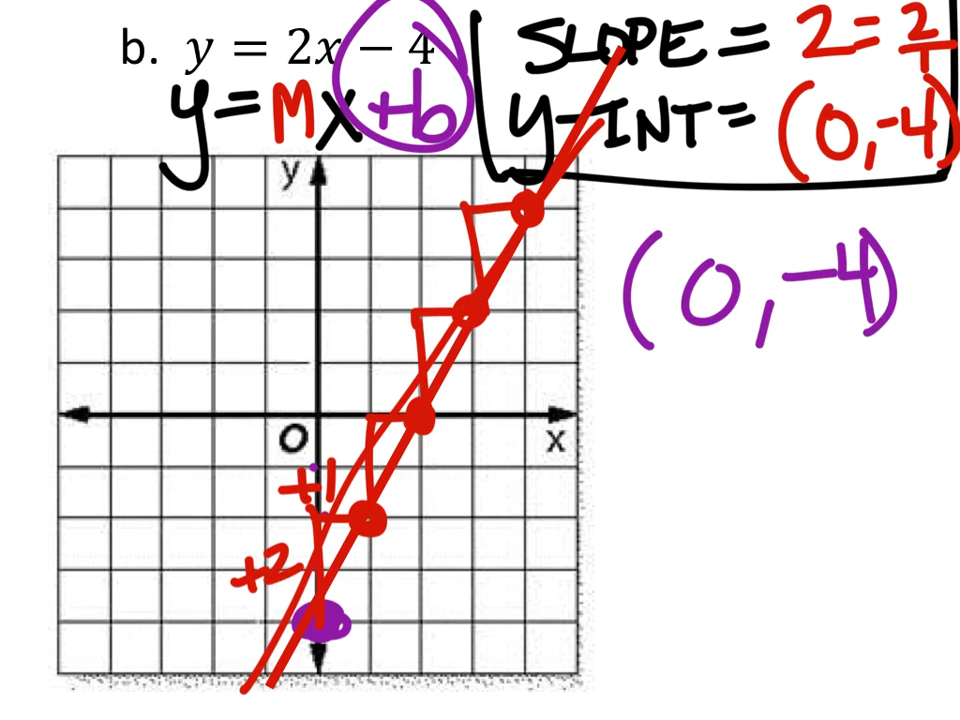 b. y = 2x − 4
SLOPE = 2 = 2/1
y = Mx +b
y-INT = (0,-4)
y
(0,-4)
O
x
+1
+2